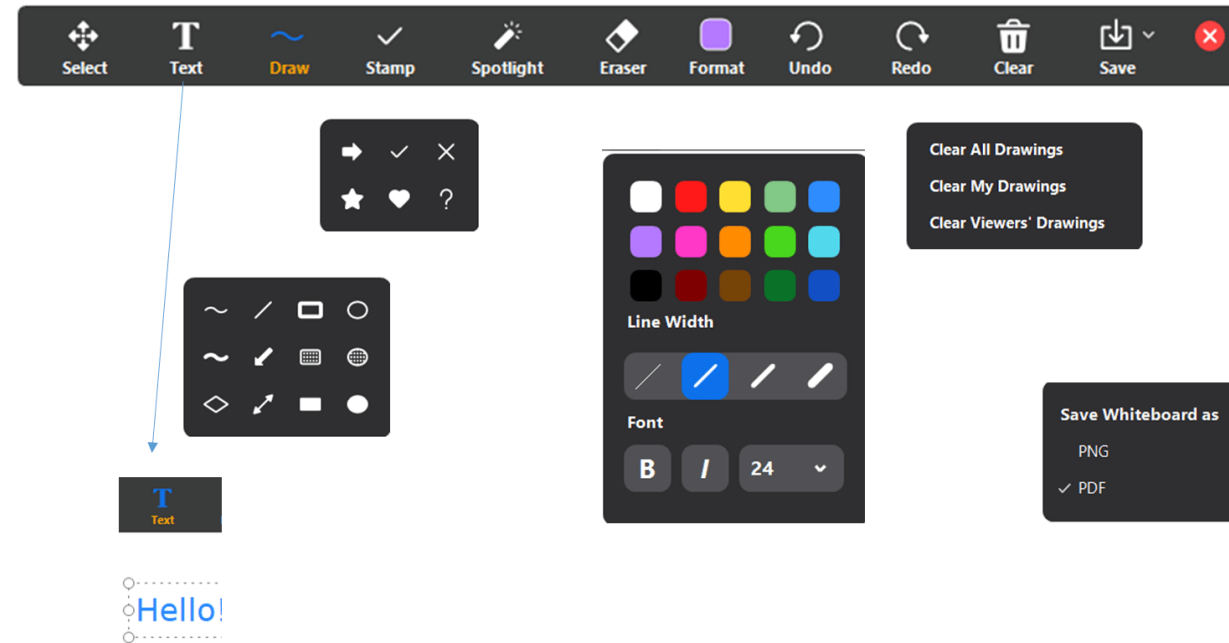 Select Text Draw Stamp Spotlight Eraser Format Undo Redo Clear Save
Clear All Drawings
Clear My Drawings
Clear Viewers' Drawings
Line Width
Font
B I 24
Save Whiteboard as
PNG
PDF
T
Text
Hello!